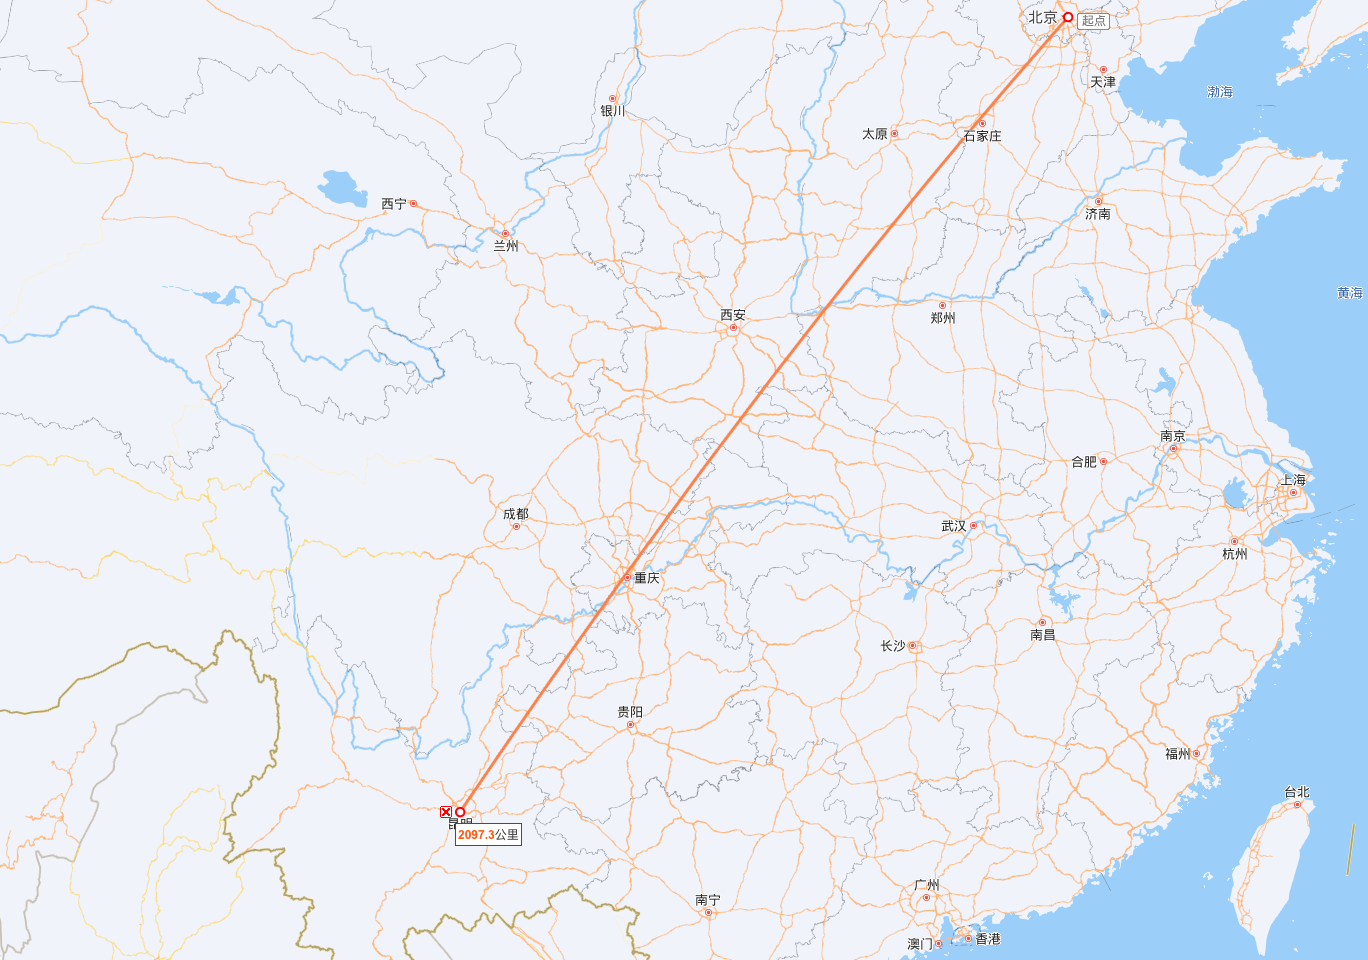 北京
起点
天津
渤海
银川
太原
石家庄
西宁
济南
兰州
黄海
西安
郑州
南京
合肥
上海
成都
武汉
杭州
重庆
南昌
长沙
贵阳
福州
台北
昆明
2097.3公里
广州
南宁
澳门
香港